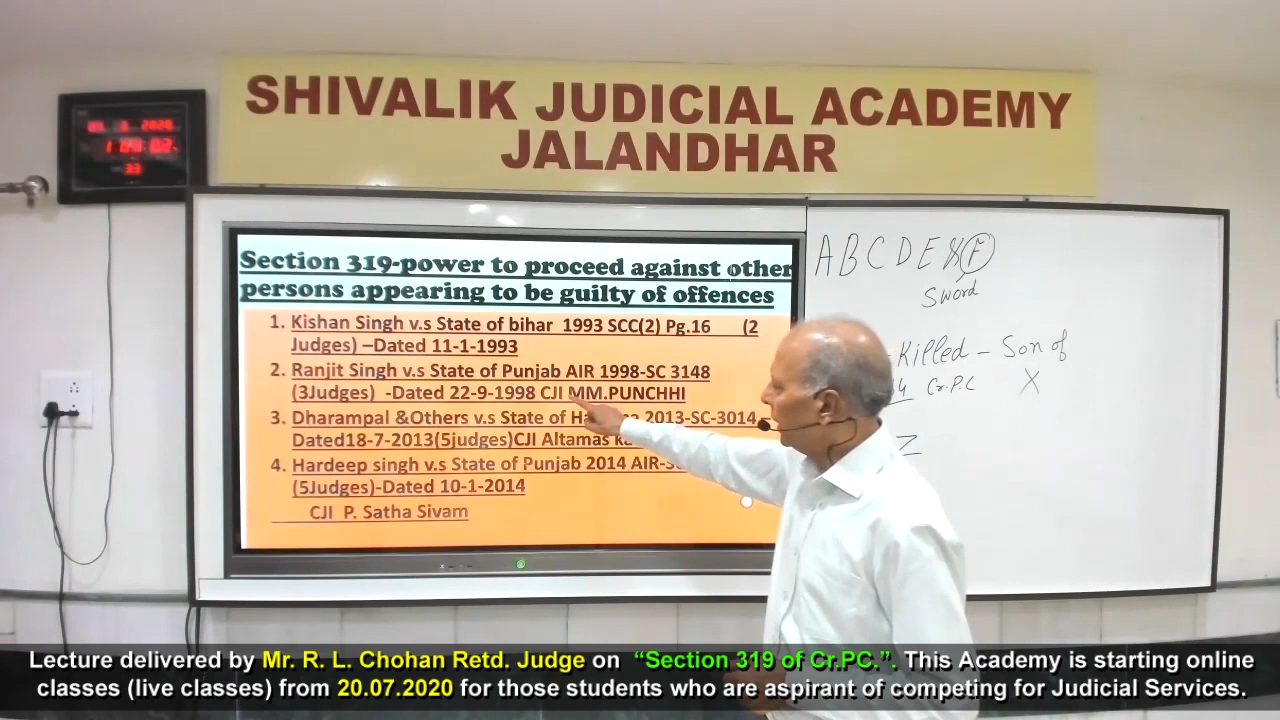 SHIVALIK JUDICIAL ACADEMY
JALANDHAR
Section 319-power to proceed against other
persons appearing to be guilty of offences
1. Kishan Singh v.s State of bihar 1993 SCC(2) Pg.16 (2
Judges) –Dated 11-1-1993
2. Ranjit Singh v.s State of Punjab AIR 1998-SC 3148
(3Judges) -Dated 22-9-1998 CJI MM.PUNCHHI
3. Dharampal &Others v.s State of 2013-SC-3014 –
Dated18-7-2013(5judges)CJI Altamas
4. Hardeep singh v.s State of Punjab 2014
(5Judges)-Dated 10-1-2014
CJI P. Satha Sivam
A B C D E F
Sword
- Killed - Son of
Cr.P.C X
Z
Lecture delivered by Mr. R. L. Chohan Retd. Judge on “Section 319 of Cr.PC.”. This Academy is starting online
classes (live classes) from 20.07.2020 for those students who are aspirant of competing for Judicial Services.